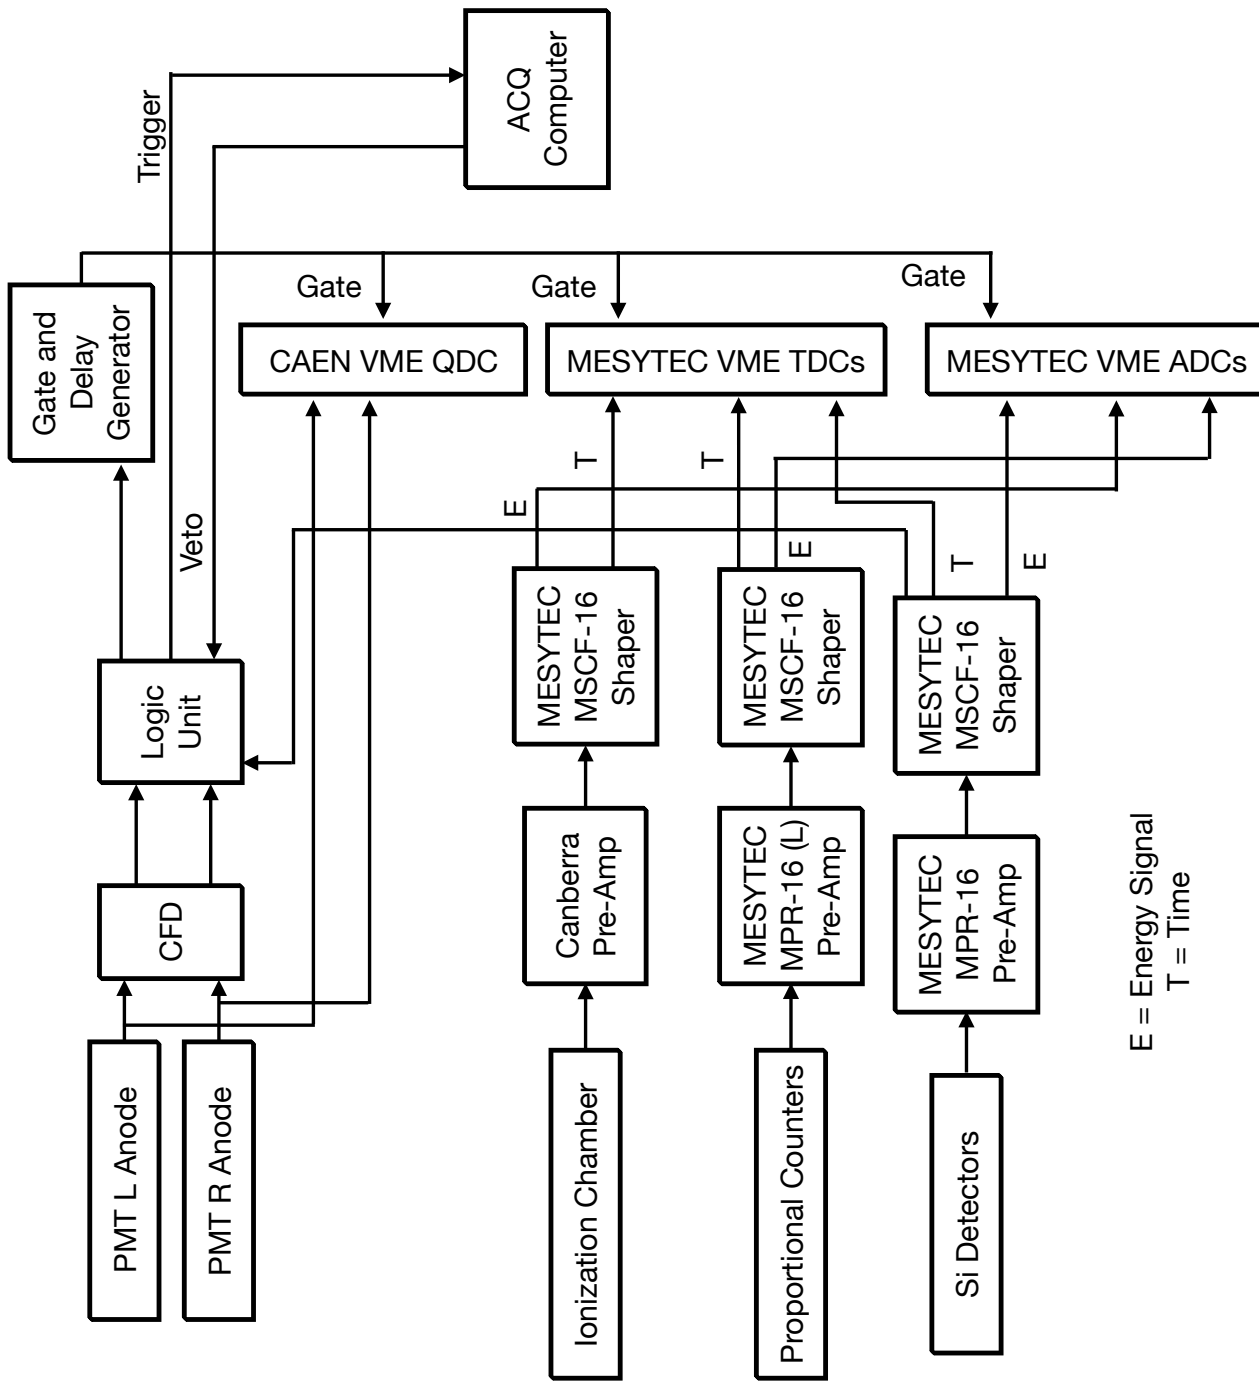 PMT L Anode
PMT R Anode
CFD
Logic
Unit
Gate and
Delay
Generator
Trigger
Veto
ACQ
Computer
CAEN VME QDC
Gate
MESYTEC VME TDCs
Gate
MESYTEC VME ADCs
Gate
Ionization Chamber
Canberra
Pre-Amp
MESYTEC
MSCF-16
Shaper
E
T
Proportional Counters
MESYTEC
MPR-16 (L)
Pre-Amp
MESYTEC
MSCF-16
Shaper
T
E
Si Detectors
MESYTEC
MPR-16
Pre-Amp
MESYTEC
MSCF-16
Shaper
T
E
E = Energy Signal
T = Time